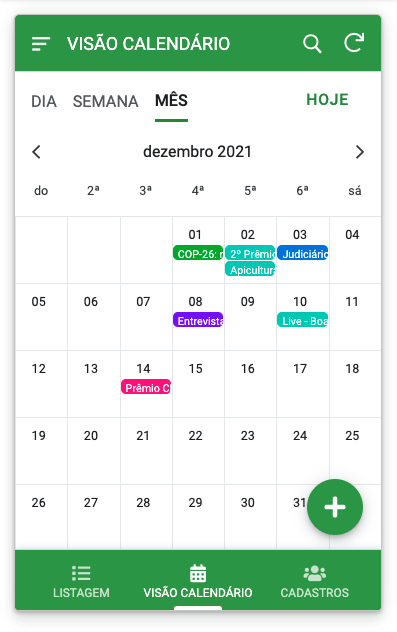 VISÃO CALENDÁRIO
DIA SEMANA MÊS HOJE
dezembro 2021
do 2ª 3ª 4ª 5ª 6ª sá
01 02 03 04
COP-26: 2º Prêmi Judiciário
Apicultura
05 06 07 08 09 10 11
Entrevista Live - Boa
12 13 14 15 16 17 18
Prêmio C
19 20 21 22 23 24 25
26 27 28 29 30 31
LISTAGEM VISÃO CALENDÁRIO CADASTROS